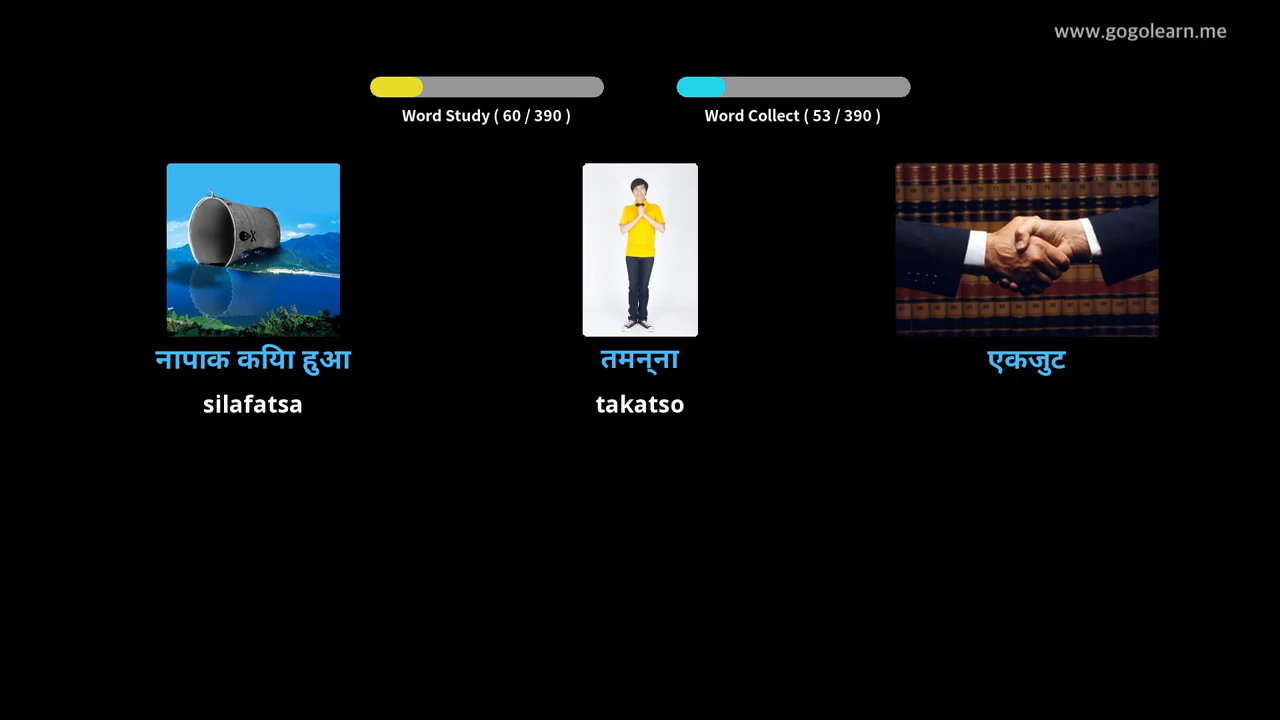 www.gogolearn.me
Word Study ( 60 / 390 )
Word Collect ( 53 / 390 )
नापाक कयिा हुआ
तमन्ना
एकजुट
silafatsa
takatso